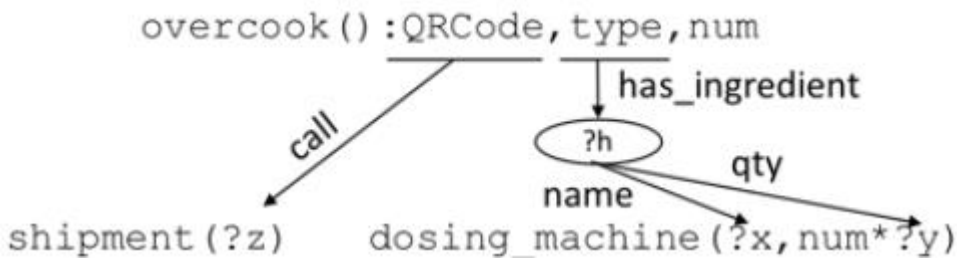 overcook():QRCode,type,num
has_ingredient
call
?h
qty
name
shipment(?z) dosing_machine(?x,num*?y)